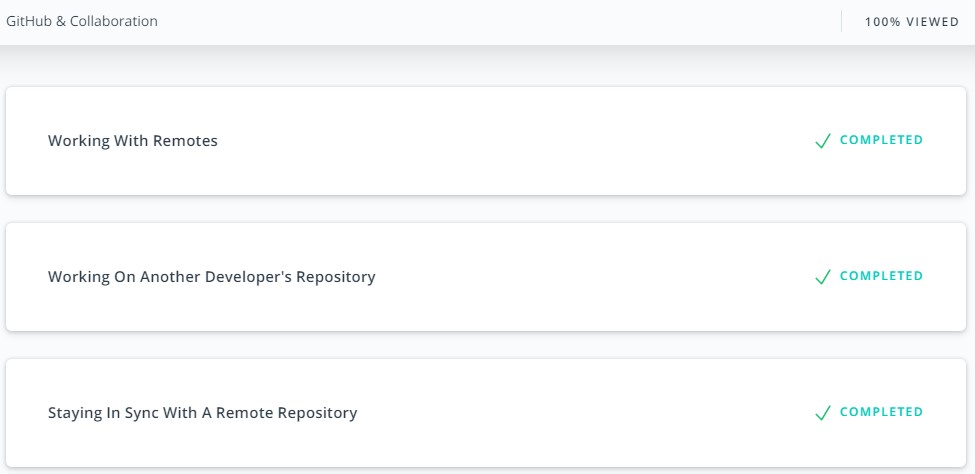 GitHub & Collaboration
100% VIEWED
Working With Remotes
COMPLETED
Working On Another Developer's Repository
COMPLETED
Staying In Sync With A Remote Repository
COMPLETED